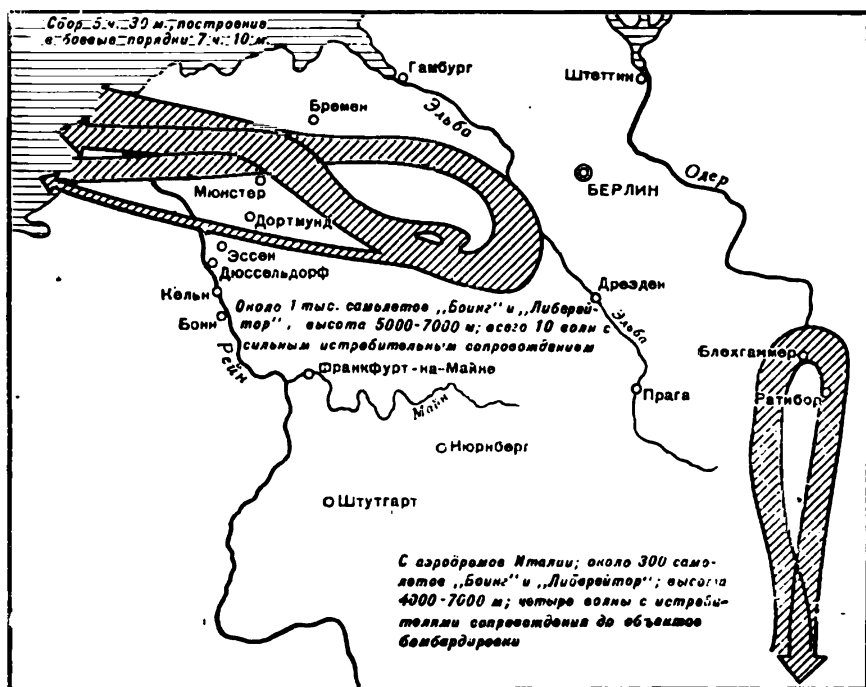 Сбор 5 ч. 30 м. построение
в боевые порядки 7 ч. 10 м.
Гамбург
Штеттин
Бремен
Эльба
Одер
БЕРЛИН
Мюнстер
Дортмунд
Эссен
Дюссельдорф
Кельн
Бонн
Рейн
Дрезден
Эльба
Около 1 тыс. самолетов „Боинг" и „Либерей-
тор", высота 5000-7000 м; всего 10 волн с
сильным истребительным сопровождением
Франкфурт-на-Майне
Майн
Прага
Блехгаммер
Ратибор
Нюрнберг
Штутгарт
С аэродромов Италии; около 300 само-
летов „Боинг" и „Либерейтор"; высота
4000-7000 м; четыре волны с истреби-
телями сопровождения до объектов
бомбардировки